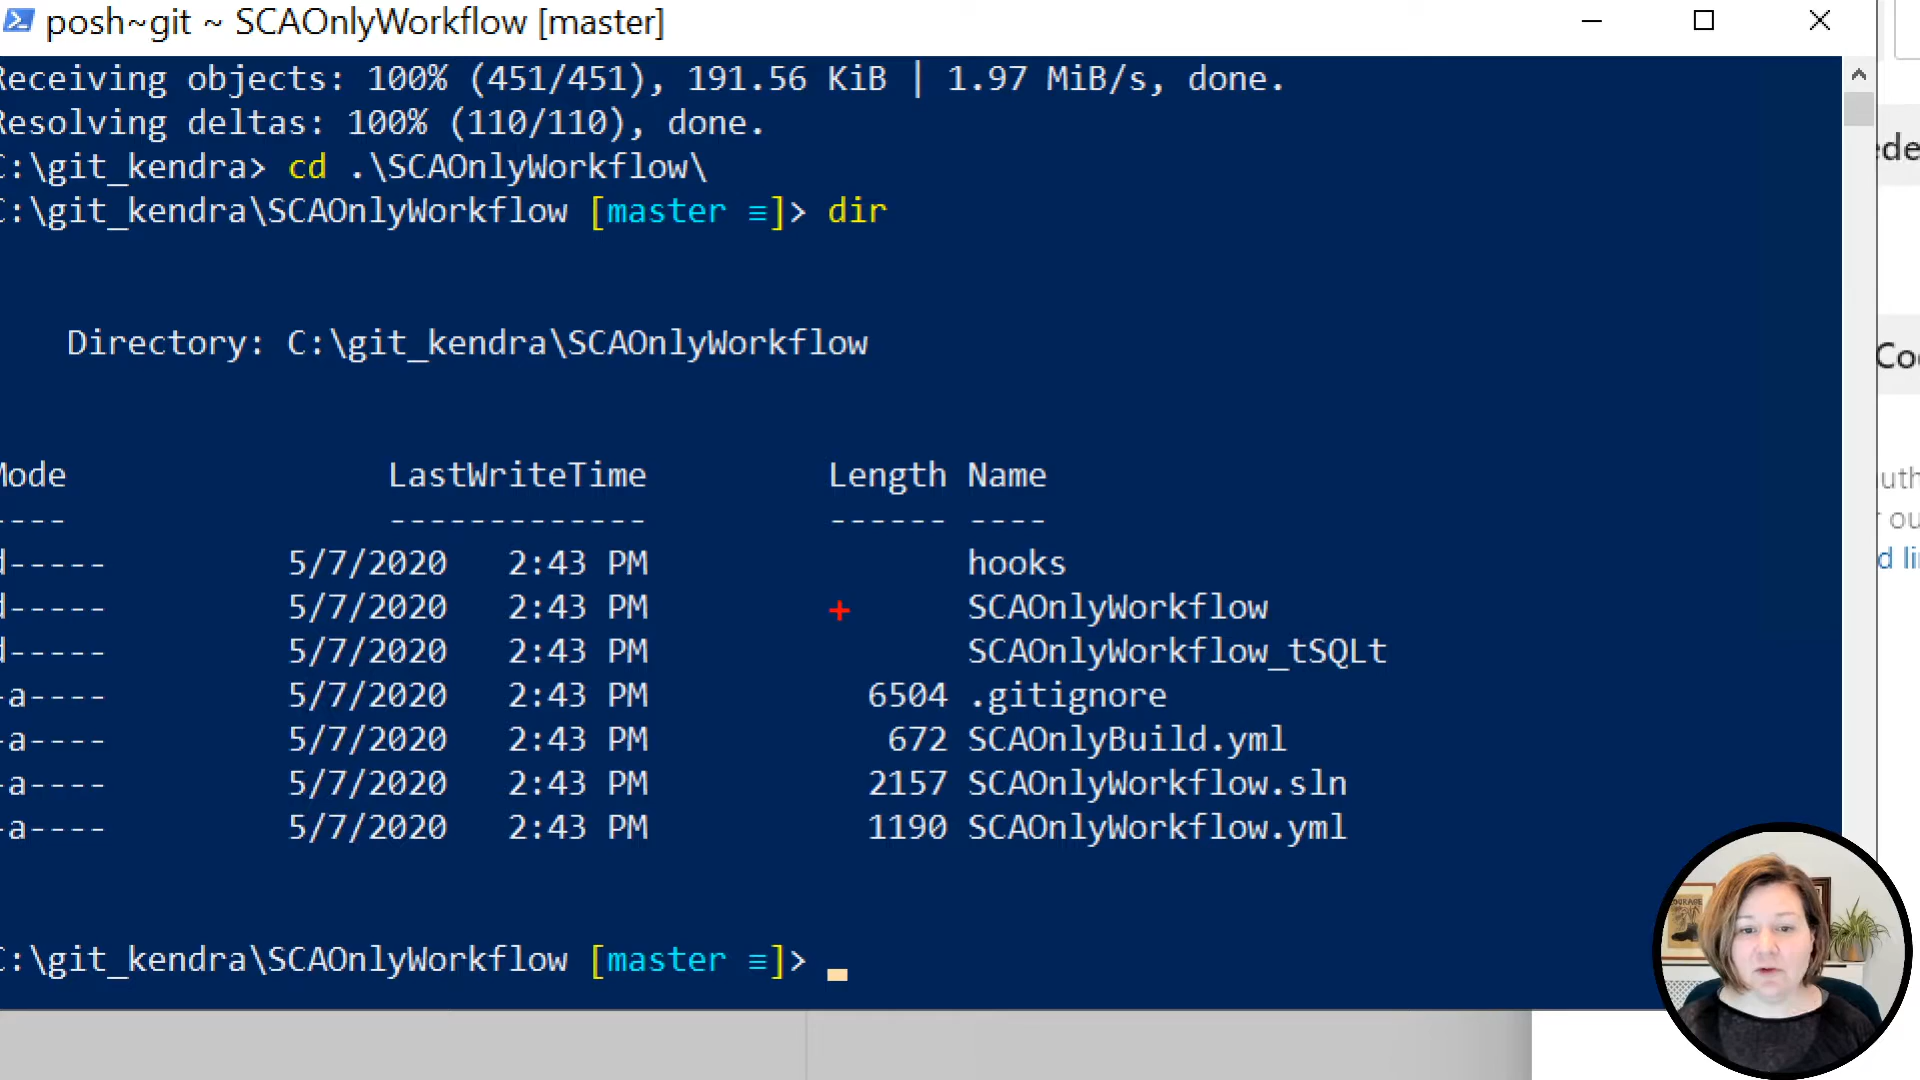 posh~git ~ SCAOnlyWorkflow [master]
Receiving objects: 100% (451/451), 191.56 KiB | 1.97 MiB/s, done.
Resolving deltas: 100% (110/110), done.
C:\git_kendra> cd .\SCAOnlyWorkflow\
C:\git_kendra\SCAOnlyWorkflow [master ≡]> dir
Directory: C:\git_kendra\SCAOnlyWorkflow
Mode LastWriteTime Length Name
---- ------------- ------ ----
d----- 5/7/2020 2:43 PM hooks
d----- 5/7/2020 2:43 PM SCAOnlyWorkflow
d----- 5/7/2020 2:43 PM SCAOnlyWorkflow_tSQLt
-a---- 5/7/2020 2:43 PM 6504 .gitignore
-a---- 5/7/2020 2:43 PM 672 SCAOnlyBuild.yml
-a---- 5/7/2020 2:43 PM 2157 SCAOnlyWorkflow.sln
-a---- 5/7/2020 2:43 PM 1190 SCAOnlyWorkflow.yml
C:\git_kendra\SCAOnlyWorkflow [master ≡]>